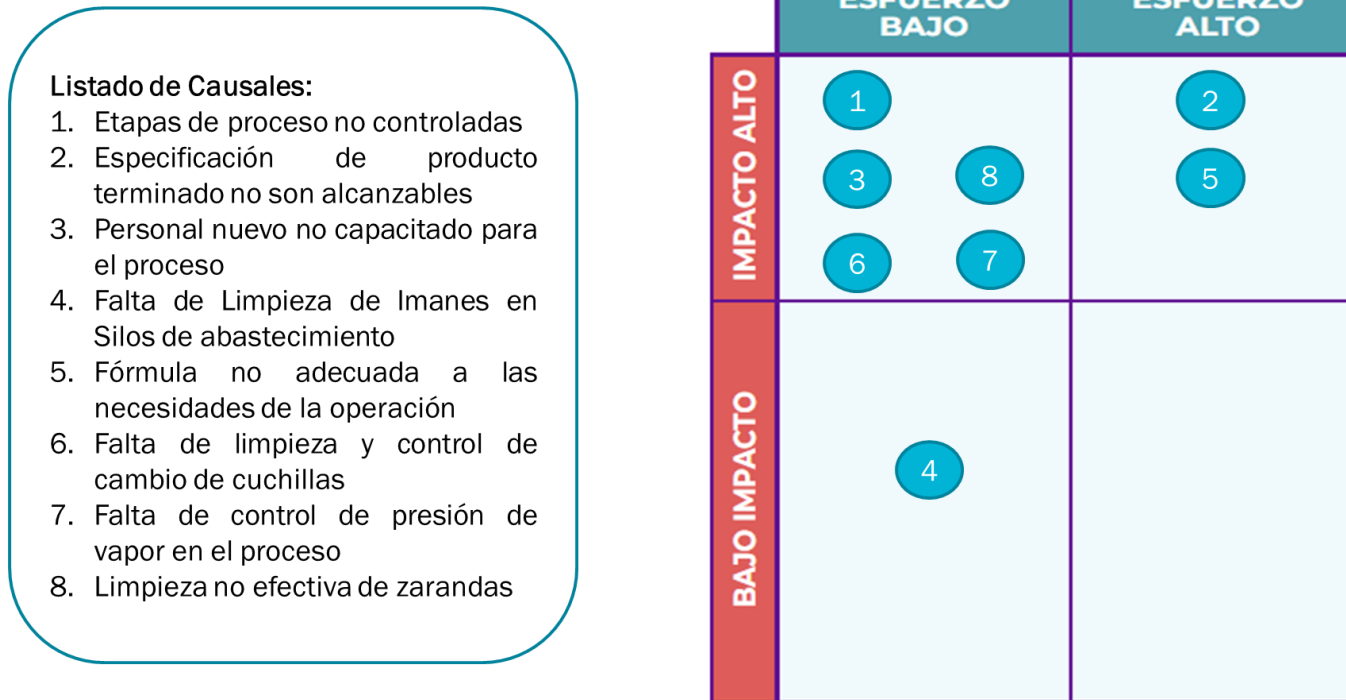 Listado de Causales:
1. Etapas de proceso no controladas
2. Especificación de producto
terminado no son alcanzables
3. Personal nuevo no capacitado para
el proceso
4. Falta de Limpieza de Imanes en
Silos de abastecimiento
5. Fórmula no adecuada a las
necesidades de la operación
6. Falta de limpieza y control de
cambio de cuchillas
7. Falta de control de presión de
vapor en el proceso
8. Limpieza no efectiva de zarandas
ESFUERZO
BAJO
ESFUERZO
ALTO
IMPACTO ALTO
1
3
8
6
7
2
5
BAJO IMPACTO
4